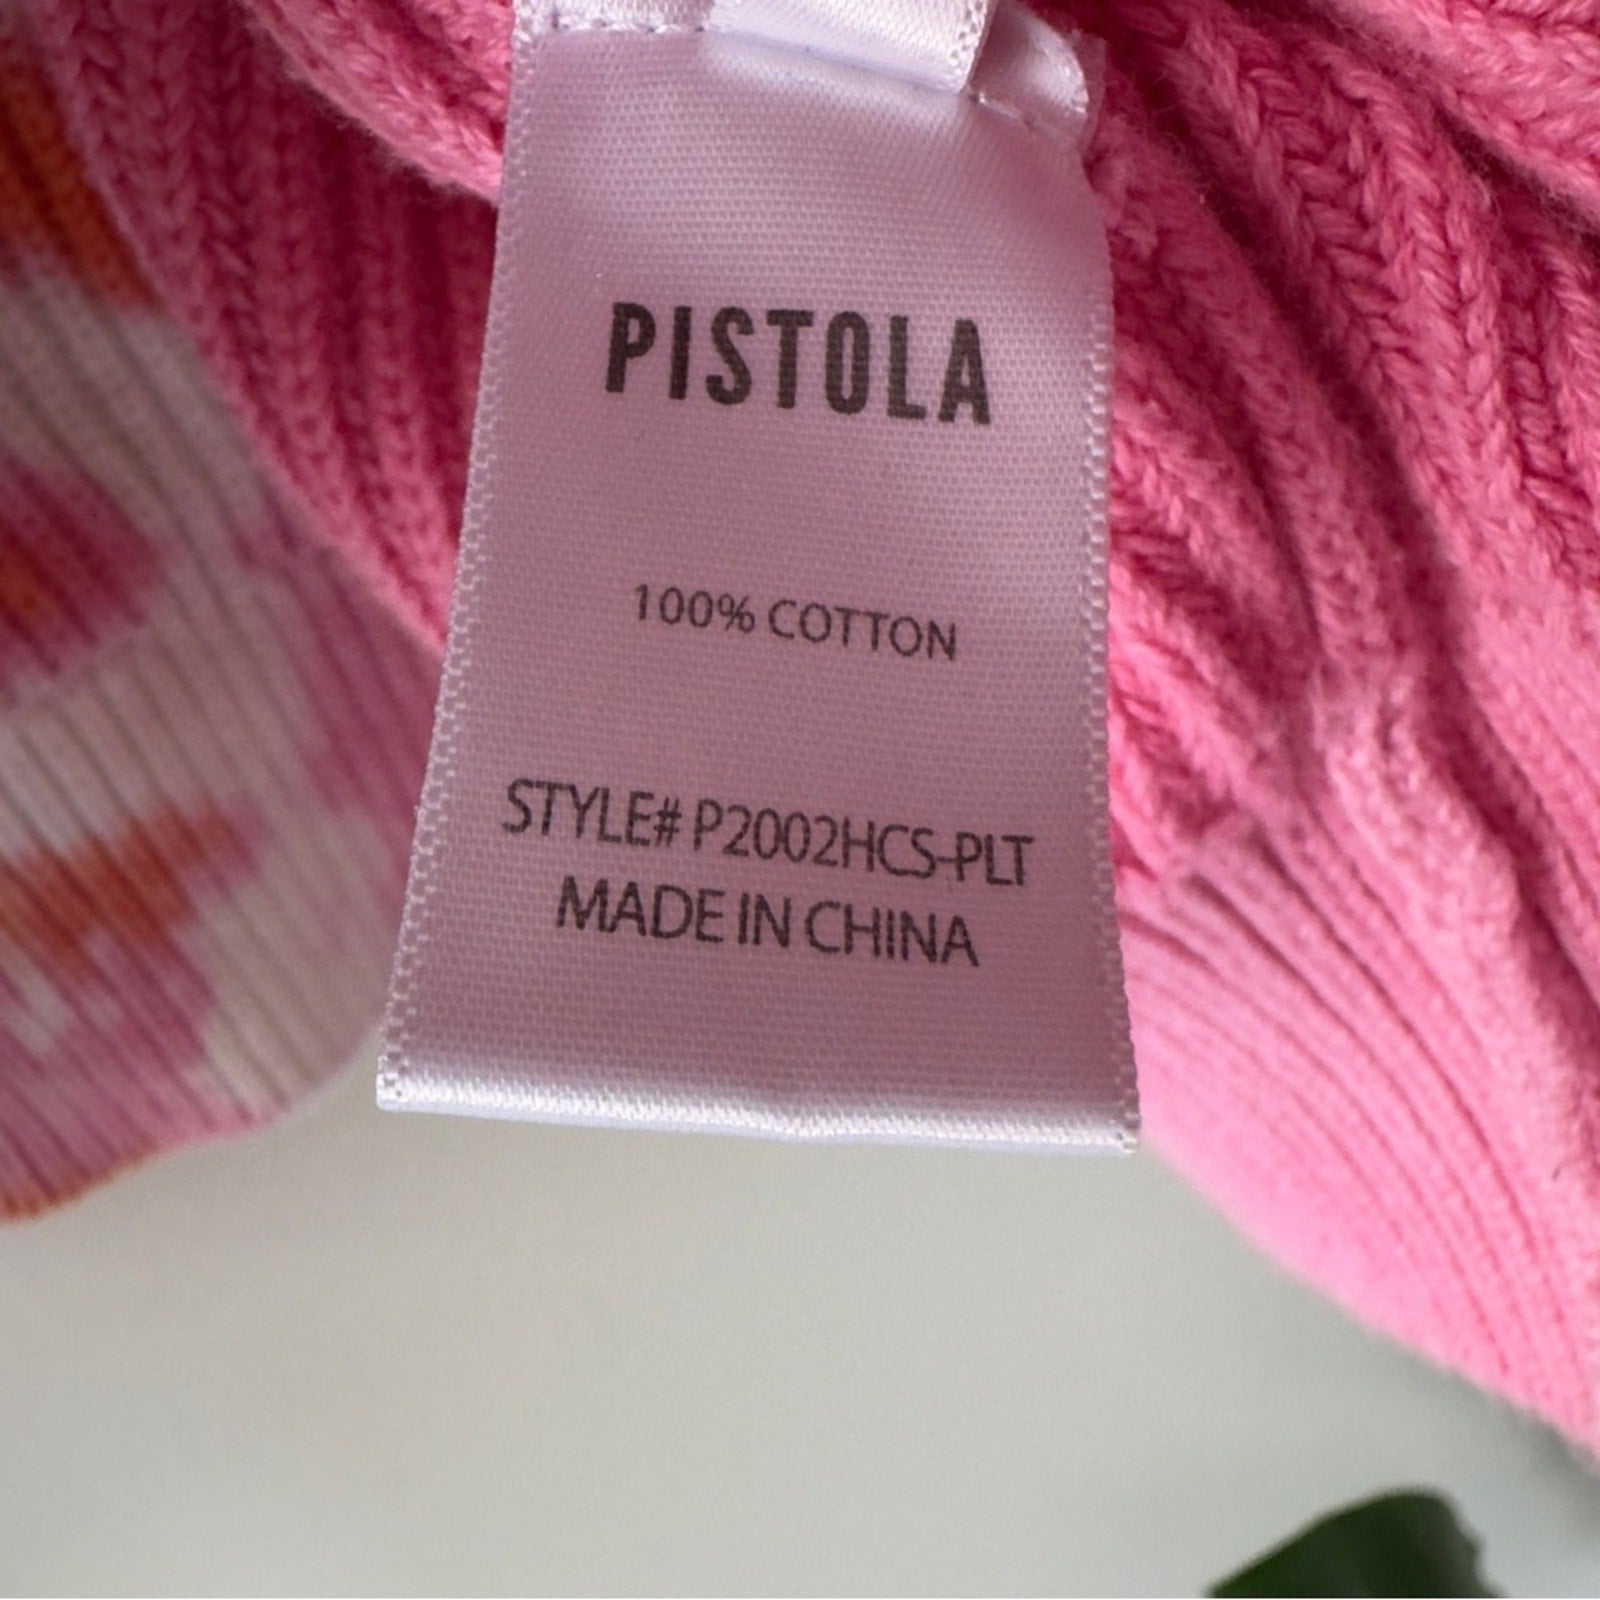 PISTOLA
100% COTTON
STYLE# P2002HCS-PLT
MADE IN CHINA